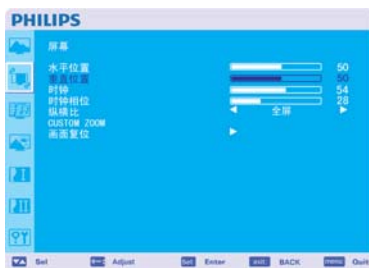 PHILIPS
屏幕
水平位置 50
垂直位置 50
时钟 54
时钟相位 28
纵横比 全屏
CUSTOM ZOOM
画面复位
Sel Adjust Set Enter exit BACK menu Quit